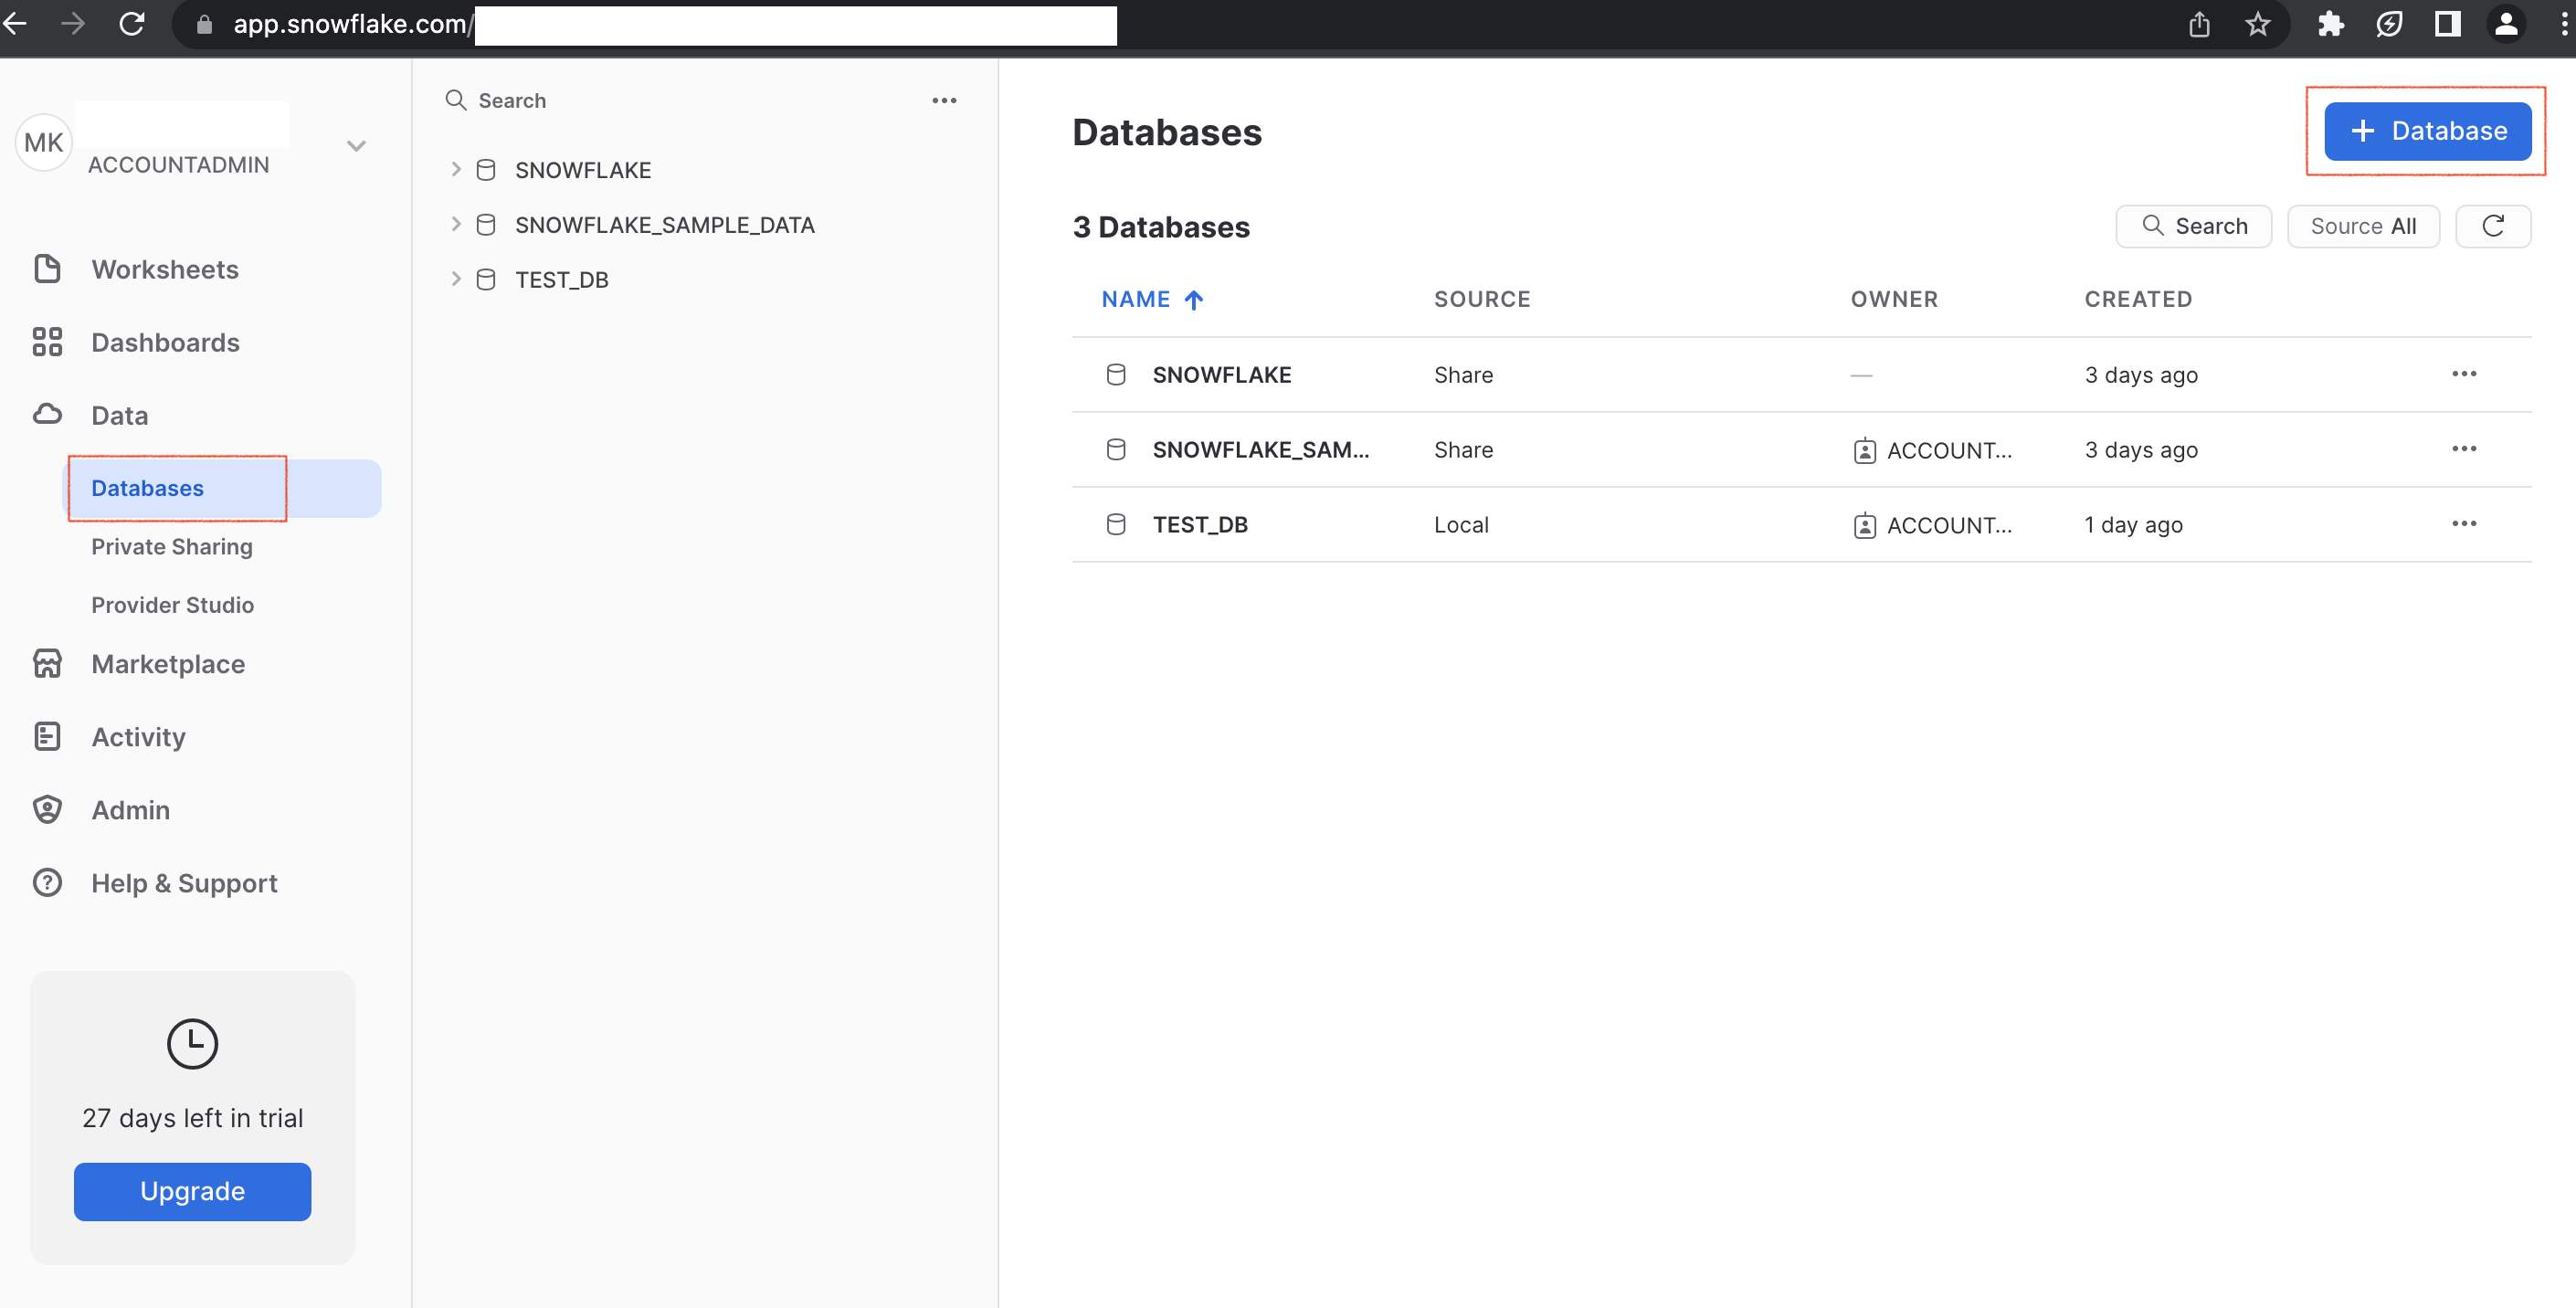 app.snowflake.com/
MK
ACCOUNTADMIN
Worksheets
Dashboards
Data
Databases
Private Sharing
Provider Studio
Marketplace
Activity
Admin
Help & Support
27 days left in trial
Upgrade
Search
SNOWFLAKE
SNOWFLAKE_SAMPLE_DATA
TEST_DB
Databases
+ Database
3 Databases
Search
Source All
NAME SOURCE OWNER CREATED
SNOWFLAKE Share — 3 days ago
SNOWFLAKE_SAM... Share ACCOUNT... 3 days ago
TEST_DB Local ACCOUNT... 1 day ago